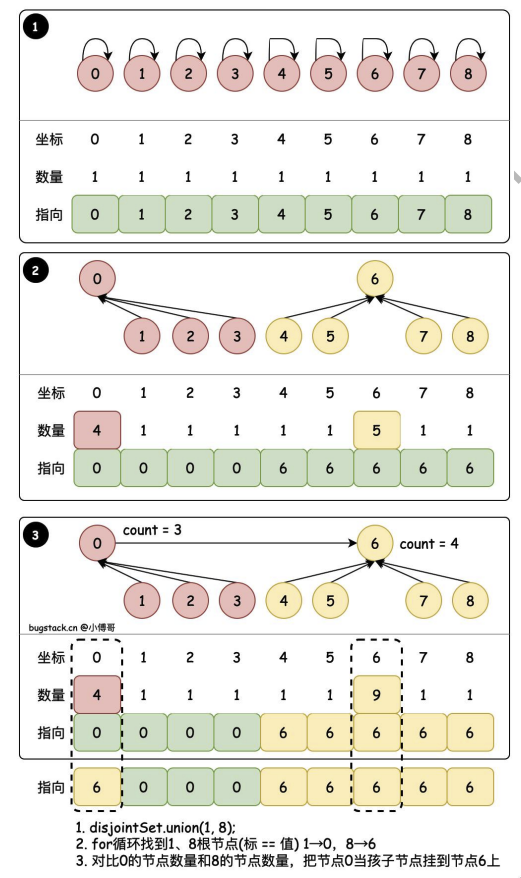 1
0 1 2 3 4 5 6 7 8
坐标 0 1 2 3 4 5 6 7 8
数量 1 1 1 1 1 1 1 1 1
指向 0 1 2 3 4 5 6 7 8
2
0 6
1 2 3 4 5 7 8
坐标 0 1 2 3 4 5 6 7 8
数量 4 1 1 1 1 1 5 1 1
指向 0 0 0 0 6 6 6 6 6
3
0 count = 3 6 count = 4
1 2 3 4 5 7 8
bugstack.cn @小傅哥
坐标 0 1 2 3 4 5 6 7 8
数量 4 1 1 1 1 1 9 1 1
指向 0 0 0 0 6 6 6 6 6
指向 6 0 0 0 6 6 6 6 6
1. disjointSet.union(1, 8);
2. for循环找到1、8根节点(标 == 值) 1→0，8→6
3. 对比0的节点数量和8的节点数量，把节点0当孩子节点挂到节点6上